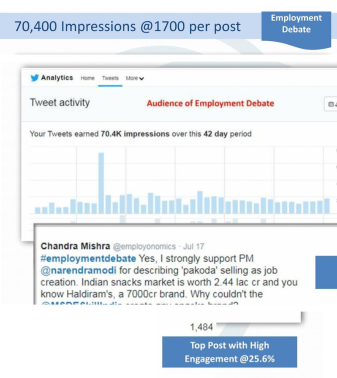 70,400 Impressions @1700 per post
Employment
Debate
Analytics Home Tweets More
Tweet activity
Audience of Employment Debate
Your Tweets earned 70.4K impressions over this 42 day period
Chandra Mishra @employonomics · Jul 17
#employmentdebate Yes, I strongly support PM
@narendramodi for describing 'pakoda' selling as job
creation. Indian snacks market is worth 2.44 lac cr and you
know Haldiram's, a 7000cr brand. Why couldn't the
1,484
Top Post with High
Engagement @25.6%